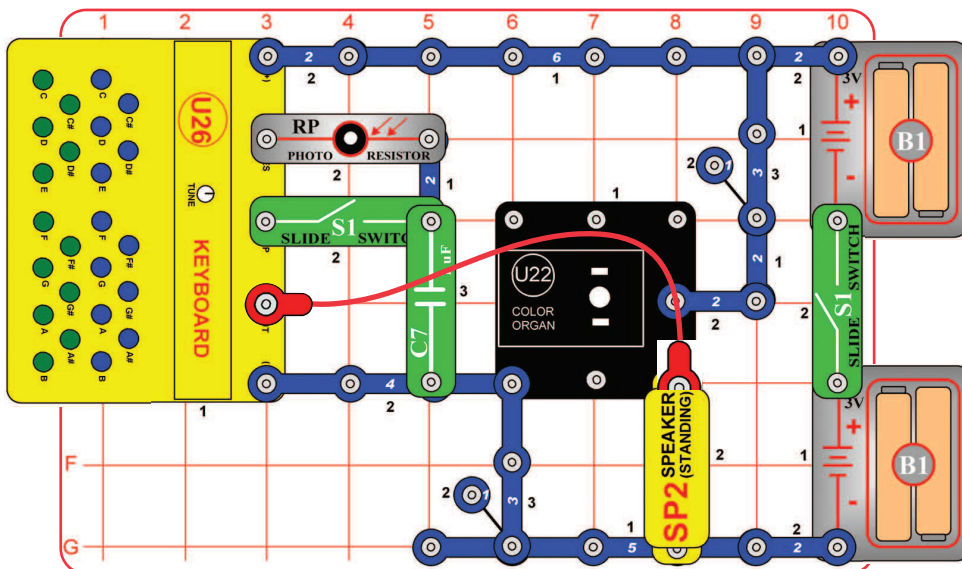 1 2 3 4 5 6 7 8 9 10
2 6 2
2 1 2
C C
C# C#
D D
D# D#
E E
F F
F# F#
G G
G# G#
A A
A# A#
B B
U26
TUNE
KEYBOARD
1
RP
PHOTO RESISTOR
2
2 1
S1
SLIDE
2
C7
3
4
2
1
U22
COLOR
ORGAN
2 1
3 3
2 1
2
2
3V
+
-
B1
1
S1
SLIDE SWITCH
2
3V
+
-
B1
1
SP2 SPEAKER
(STANDING)
2
F
2 1
3 3
G
1
5
2
2